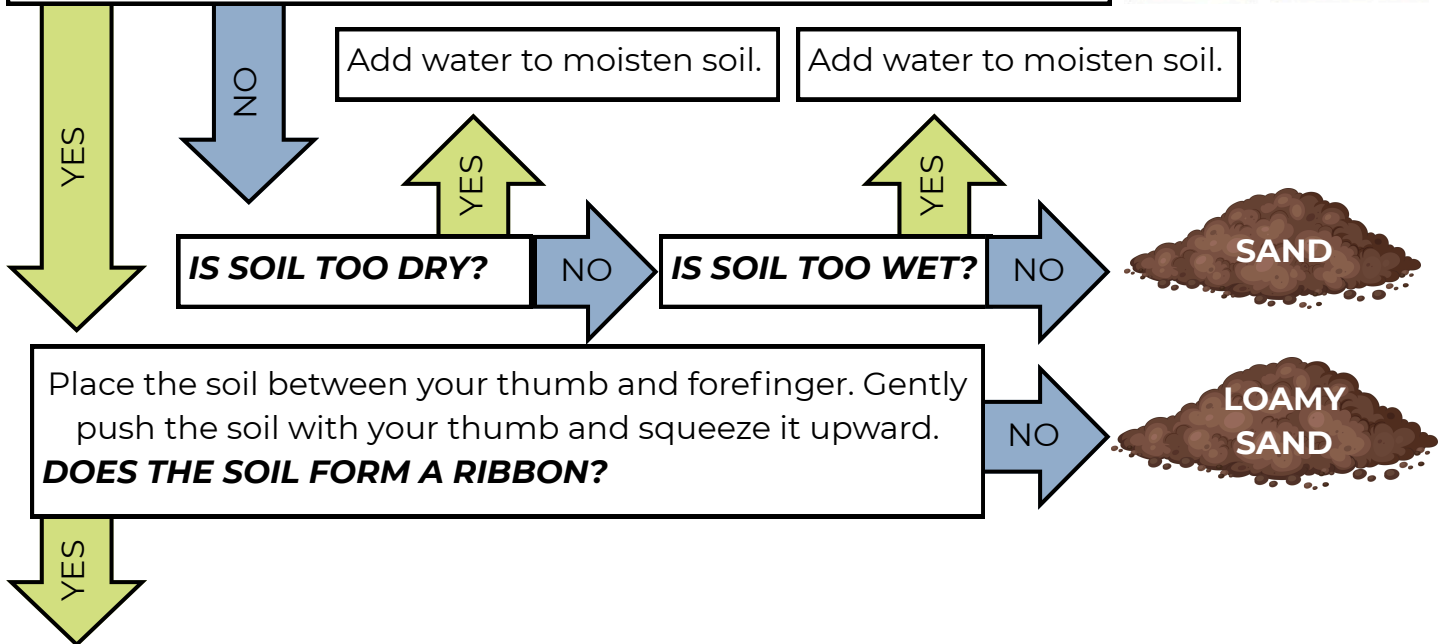 YES
NO
Add water to moisten soil.
Add water to moisten soil.
YES
YES
IS SOIL TOO DRY?
NO
IS SOIL TOO WET?
NO
SAND
Place the soil between your thumb and forefinger. Gently
push the soil with your thumb and squeeze it upward.
DOES THE SOIL FORM A RIBBON?
NO
LOAMY
SAND
YES